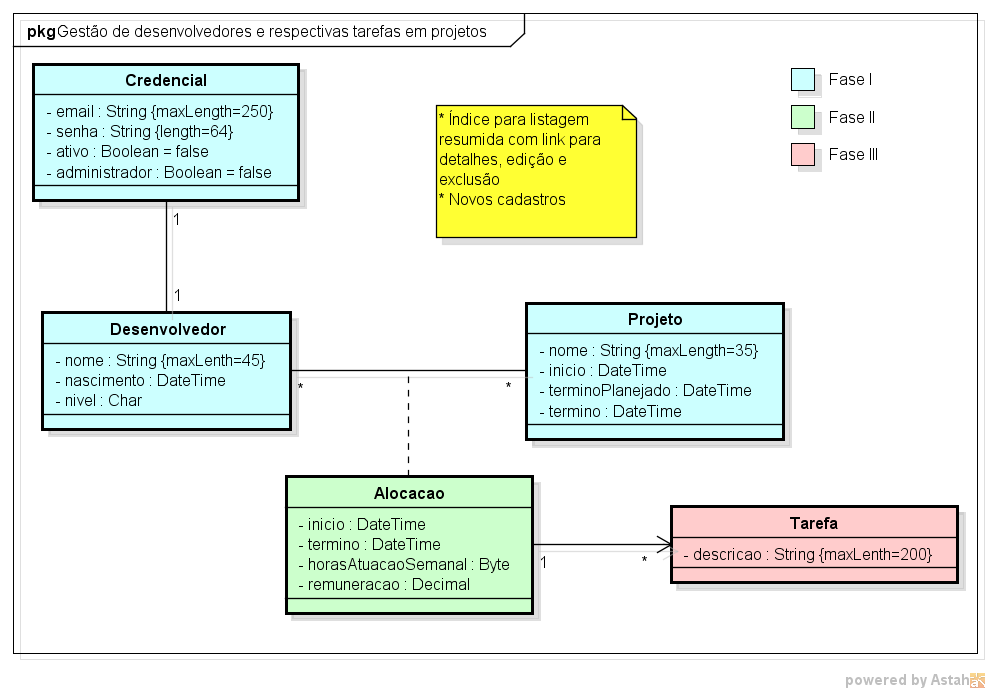 pkg Gestão de desenvolvedores e respectivas tarefas em projetos
Credencial
- email : String {maxLength=250}
- senha : String {length=64}
- ativo : Boolean = false
- administrador : Boolean = false
* Índice para listagem
resumida com link para
detalhes, edição e
exclusão
* Novos cadastros
Fase I
Fase II
Fase III
1
1
Desenvolvedor
- nome : String {maxLenth=45}
- nascimento : DateTime
- nivel : Char
*
*
Projeto
- nome : String {maxLength=35}
- inicio : DateTime
- terminoPlanejado : DateTime
- termino : DateTime
Alocacao
- inicio : DateTime
- termino : DateTime
- horasAtuacaoSemanal : Byte
- remuneracao : Decimal
1
*
Tarefa
- descricao : String {maxLenth=200}
powered by Astah